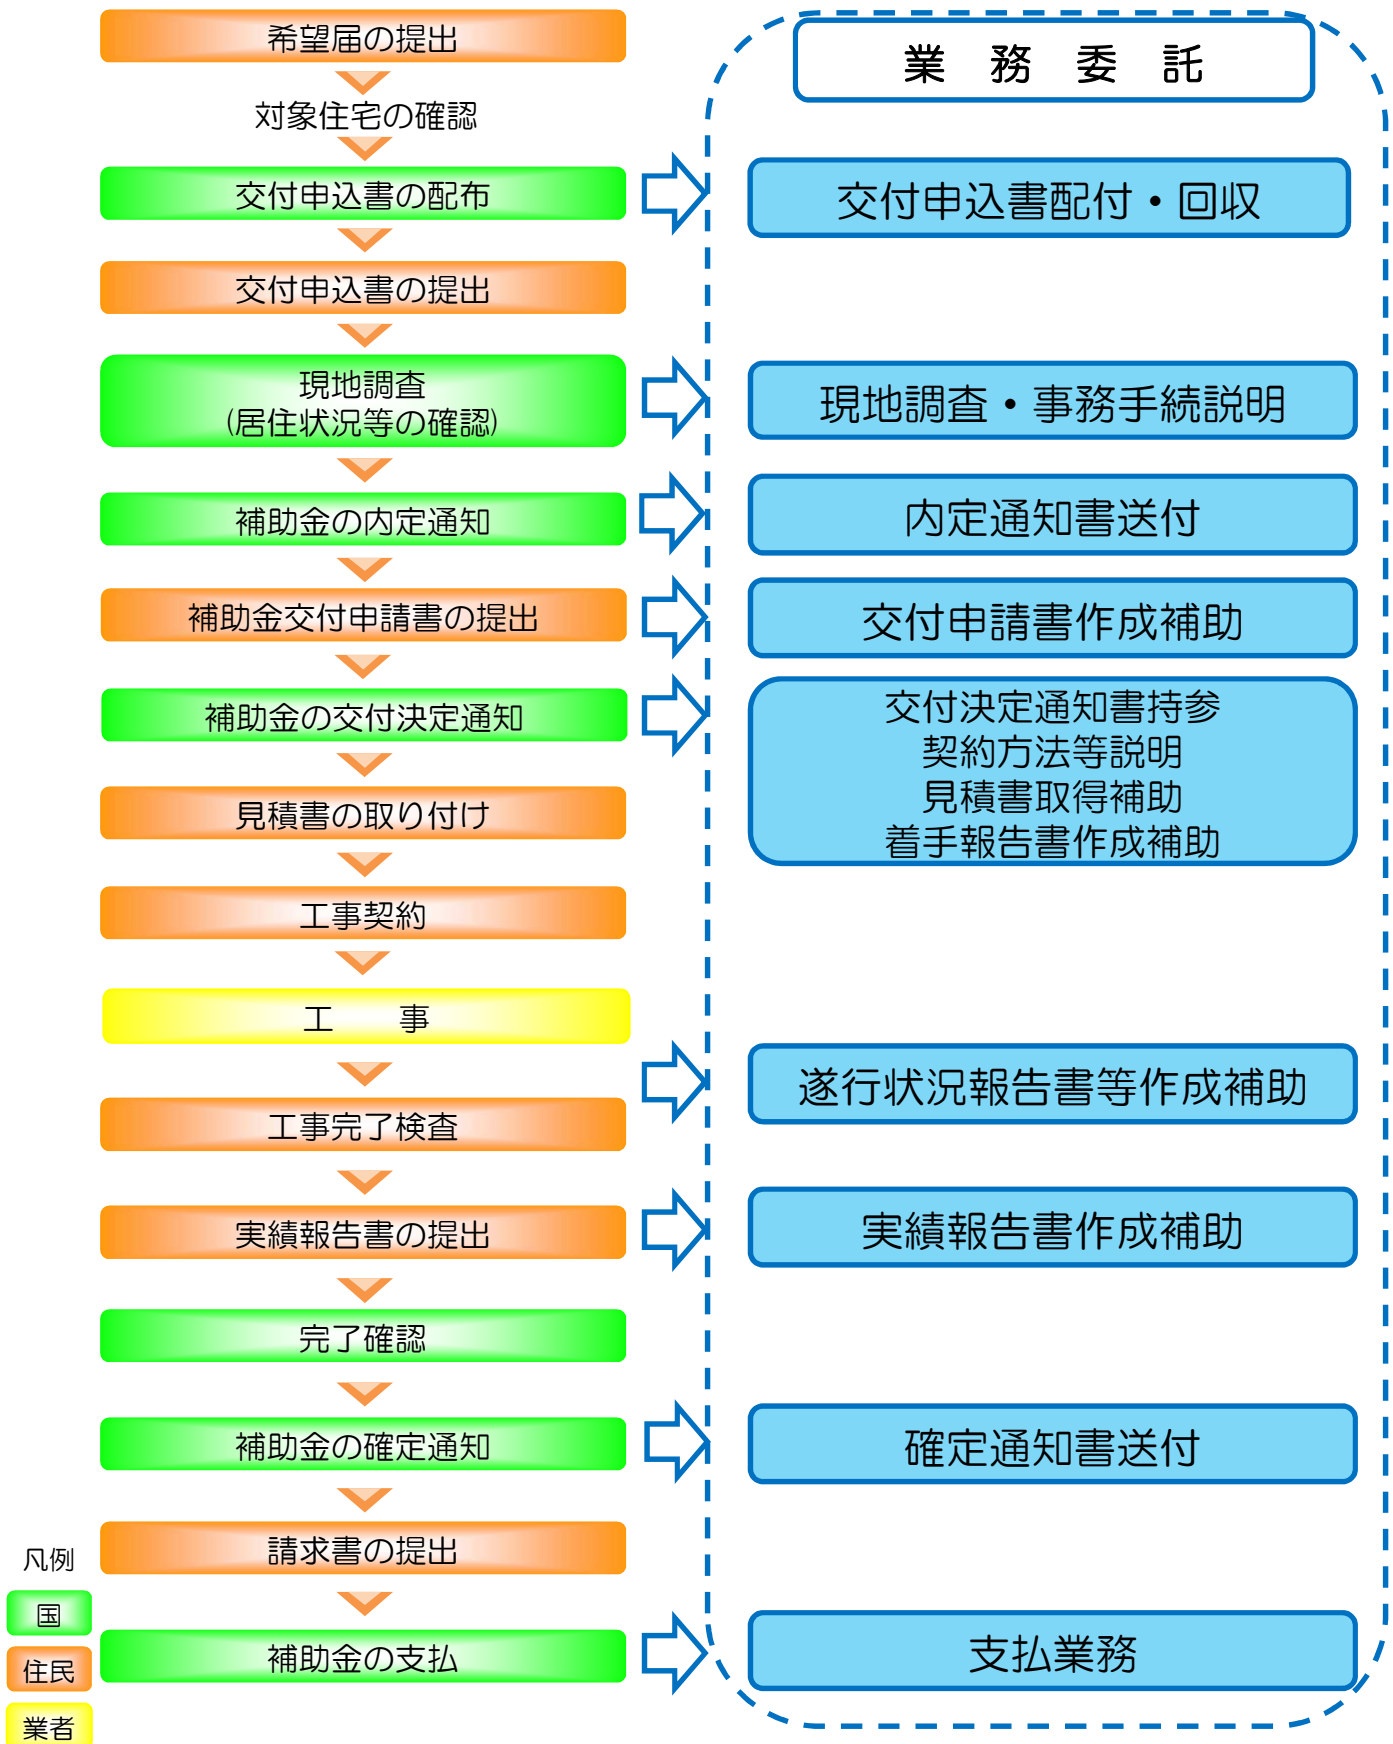 希望届の提出
対象住宅の確認
交付申込書の配布
交付申込書の提出
現地調査
(居住状況等の確認)
補助金の内定通知
補助金交付申請書の提出
補助金の交付決定通知
見積書の取り付け
工事契約
工　　事
工事完了検査
実績報告書の提出
完了確認
補助金の確定通知
請求書の提出
補助金の支払
凡例
国
住民
業者
業　務　委　託
交付申込書配付・回収
現地調査・事務手続説明
内定通知書送付
交付申請書作成補助
交付決定通知書持参
契約方法等説明
見積書取得補助
着手報告書作成補助
遂行状況報告書等作成補助
実績報告書作成補助
確定通知書送付
支払業務